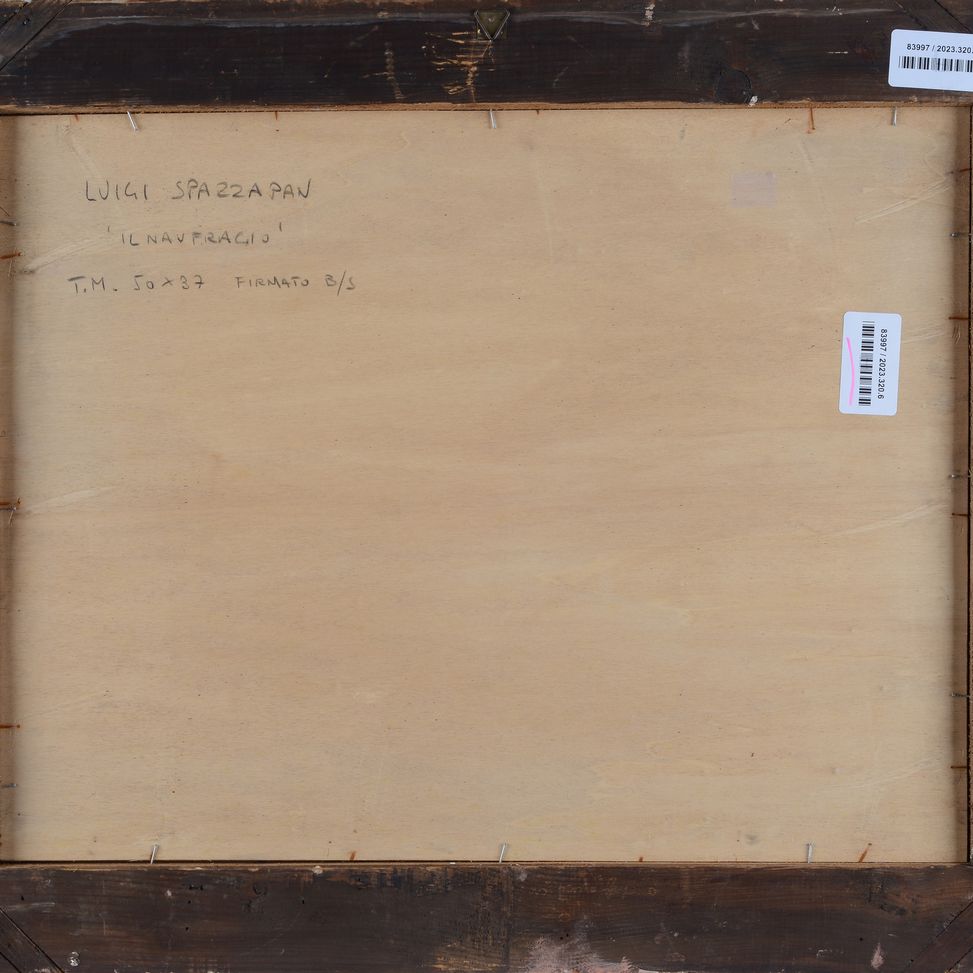 83997 / 2023.320.
LUIGI SPAZZAPAN
'IL NAUFRAGIO'
T.M. 50×37 FIRMATO B/S
83997 / 2023.320.6